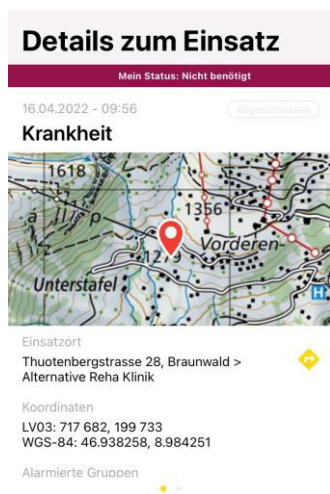 Details zum Einsatz
Mein Status: Nicht benötigt
16.04.2022 - 09:56
Abgeschlossen
Krankheit
1618
1356
Vorderen-
1279
Unterstafel
H
Einsatzort
Thuotenbergstrasse 28, Braunwald >
Alternative Reha Klinik
Koordinaten
LV03: 717 682, 199 733
WGS-84: 46.938258, 8.984251
Alarmierte Gruppen